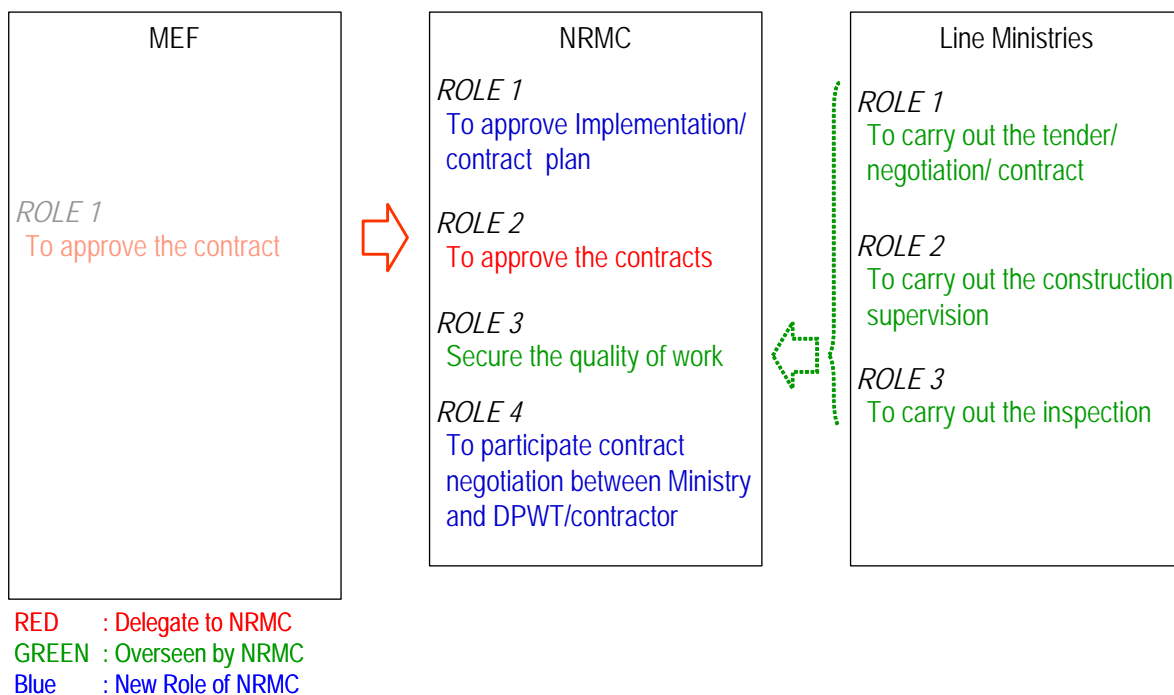 MEF
ROLE 1
To approve the contract
NRMC
ROLE 1
To approve Implementation/
contract plan
ROLE 2
To approve the contracts
ROLE 3
Secure the quality of work
ROLE 4
To participate contract
negotiation between Ministry
and DPWT/contractor
Line Ministries
ROLE 1
To carry out the tender/
negotiation/ contract
ROLE 2
To carry out the construction
supervision
ROLE 3
To carry out the inspection
RED : Delegate to NRMC
GREEN : Overseen by NRMC
Blue : New Role of NRMC